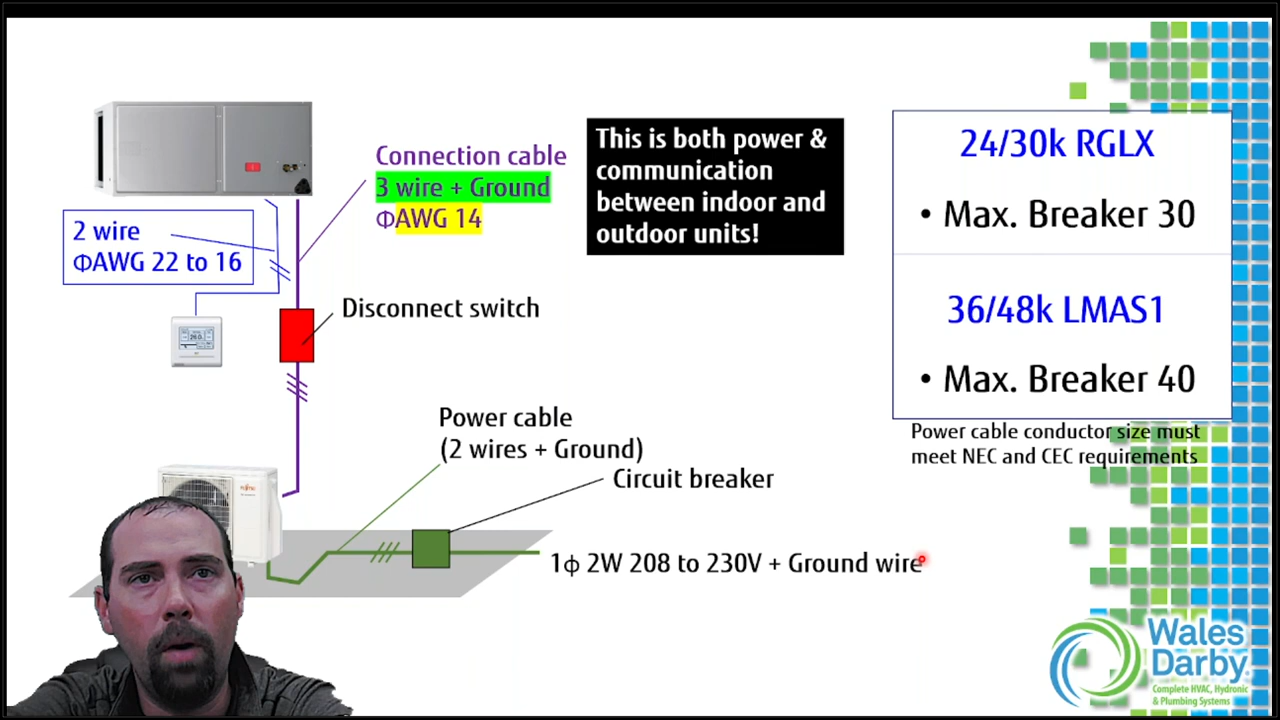 Connection cable
3 wire + Ground
ΦAWG 14
This is both power &
communication
between indoor and
outdoor units!
24/30k RGLX
• Max. Breaker 30
36/48k LMAS1
• Max. Breaker 40
Power cable conductor size must
meet NEC and CEC requirements
2 wire
ΦAWG 22 to 16
Disconnect switch
Power cable
(2 wires + Ground)
Circuit breaker
1ϕ 2W 208 to 230V + Ground wire
Wales
Darby
Complete HVAC, Hydronic
& Plumbing Systems